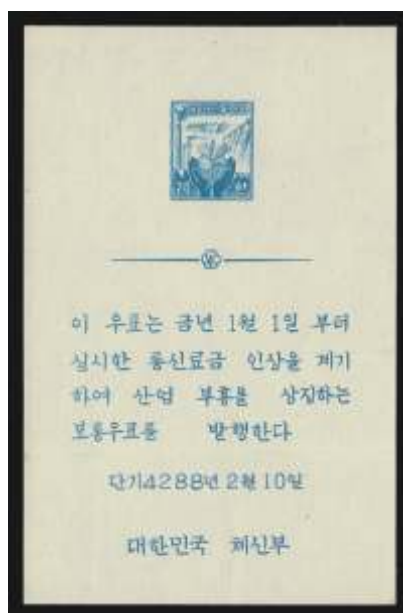 이 우표는 금년 1월 1일 부터
실시한 통신료금 인상을 계기
하여 산업 부흥을 상징하는
보통우표를 발행한다
단기4288년 2월 10일
대한민국 체신부